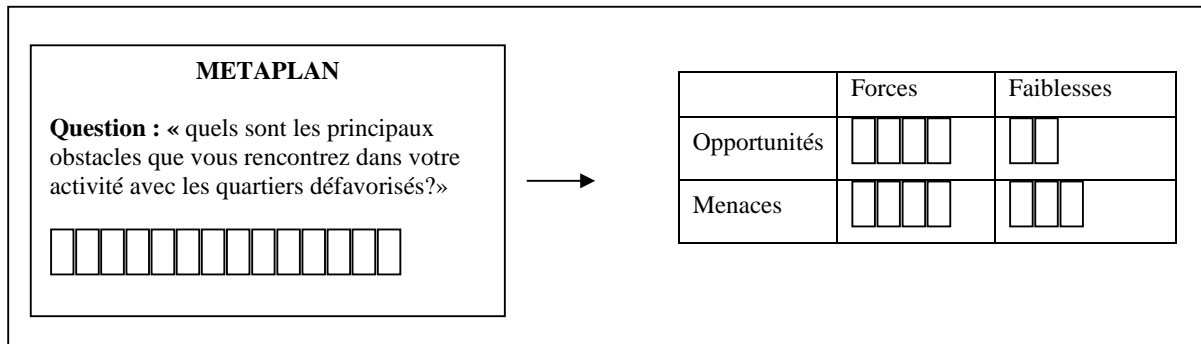 METAPLAN
Question : « quels sont les principaux
obstacles que vous rencontrez dans votre
activité avec les quartiers défavorisés?»
Forces Faiblesses
Opportunités
Menaces